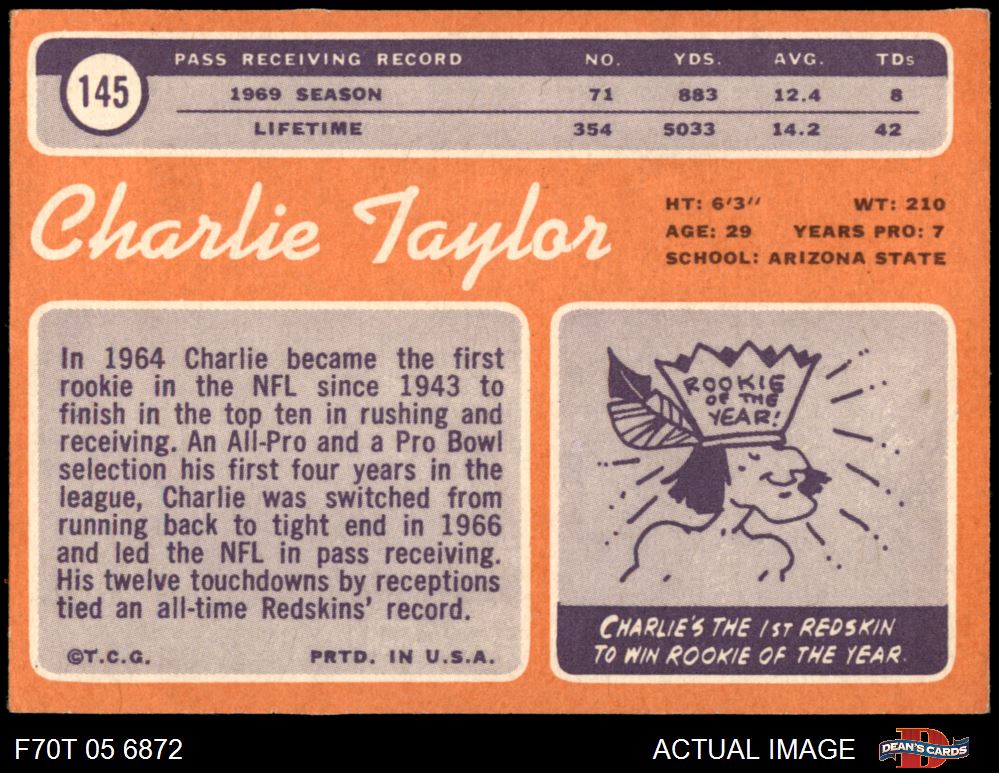 145
PASS RECEIVING RECORD NO. YDS. AVG. TDs
1969 SEASON 71 883 12.4 8
LIFETIME 354 5033 14.2 42
Charlie Taylor
HT: 6'3" WT: 210
AGE: 29 YEARS PRO: 7
SCHOOL: ARIZONA STATE
In 1964 Charlie became the first
rookie in the NFL since 1943 to
finish in the top ten in rushing and
receiving. An All-Pro and a Pro Bowl
selection his first four years in the
league, Charlie was switched from
running back to tight end in 1966
and led the NFL in pass receiving.
His twelve touchdowns by receptions
tied an all-time Redskins' record.
©T.C.G. PRTD. IN U.S.A.
ROOKIE
OF THE
YEAR!
CHARLIE'S THE 1ST REDSKIN
TO WIN ROOKIE OF THE YEAR.
F70T 05 6872 ACTUAL IMAGE
D
DEAN'S CARDS